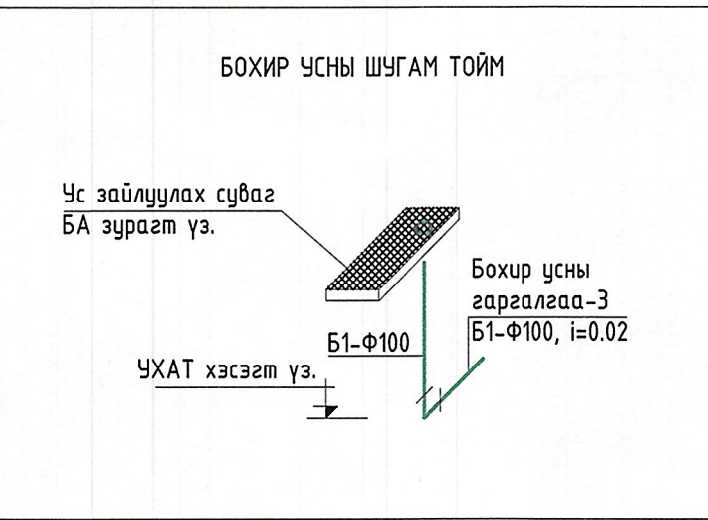 БОХИР УСНЫ ШУГАМ ТОЙМ
Ус зайлуулах суваг
БА зурагт үз.
Бохир усны
гаргалгаа-3
Б1-Ф100
Б1-Ф100, i=0.02
УХАТ хэсэгт үз.